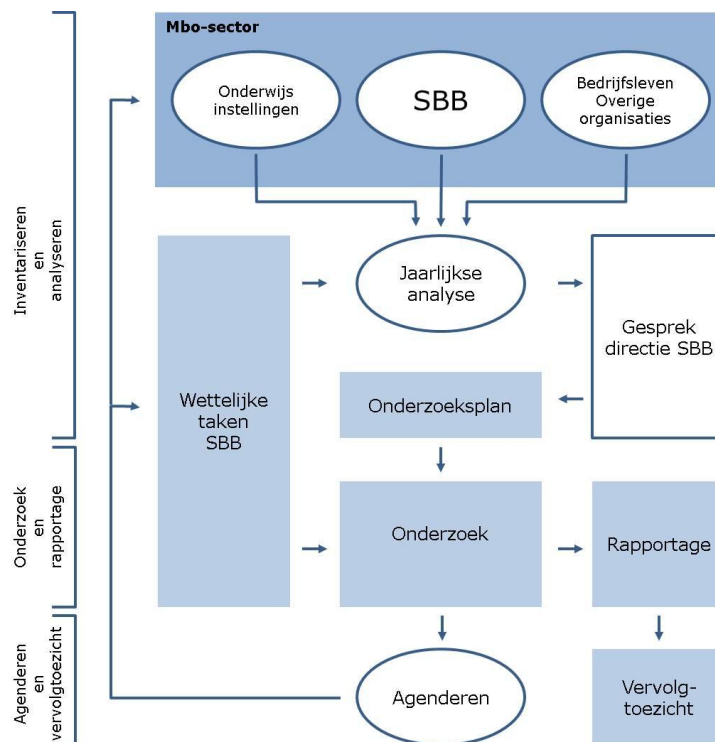 Mbo-sector
Onderwijs
instellingen
SBB
Bedrijfsleven
Overige
organisaties
Inventariseren
en
analyseren
Jaarlijkse
analyse
Gesprek
directie SBB
Wettelijke
taken
SBB
Onderzoeksplan
Onderzoek
en
rapportage
Onderzoek
Rapportage
Agenderen
en
vervolgtoezicht
Agenderen
Vervolg-
toezicht